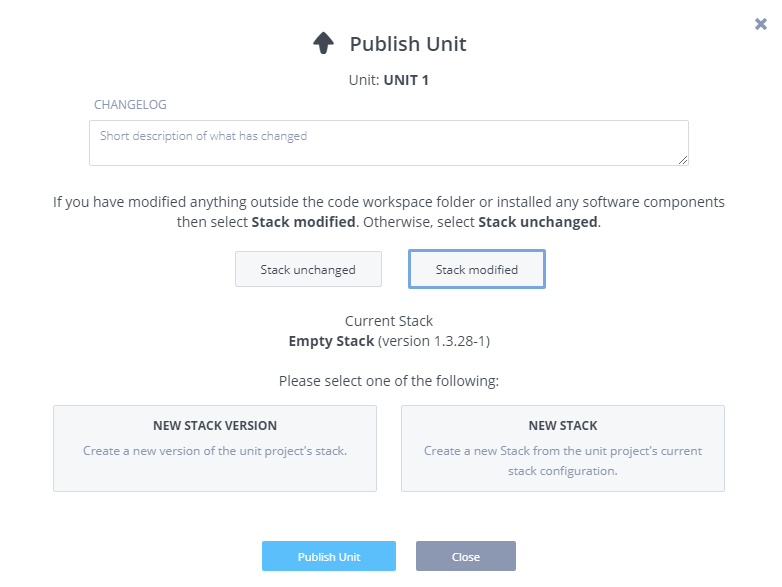 Publish Unit
Unit: UNIT 1
CHANGELOG
Short description of what has changed
If you have modified anything outside the code workspace folder or installed any software components
then select Stack modified. Otherwise, select Stack unchanged.
Stack unchanged
Stack modified
Current Stack
Empty Stack (version 1.3.28-1)
Please select one of the following:
NEW STACK VERSION
Create a new version of the unit project's stack.
NEW STACK
Create a new Stack from the unit project's current
stack configuration.
Publish Unit
Close